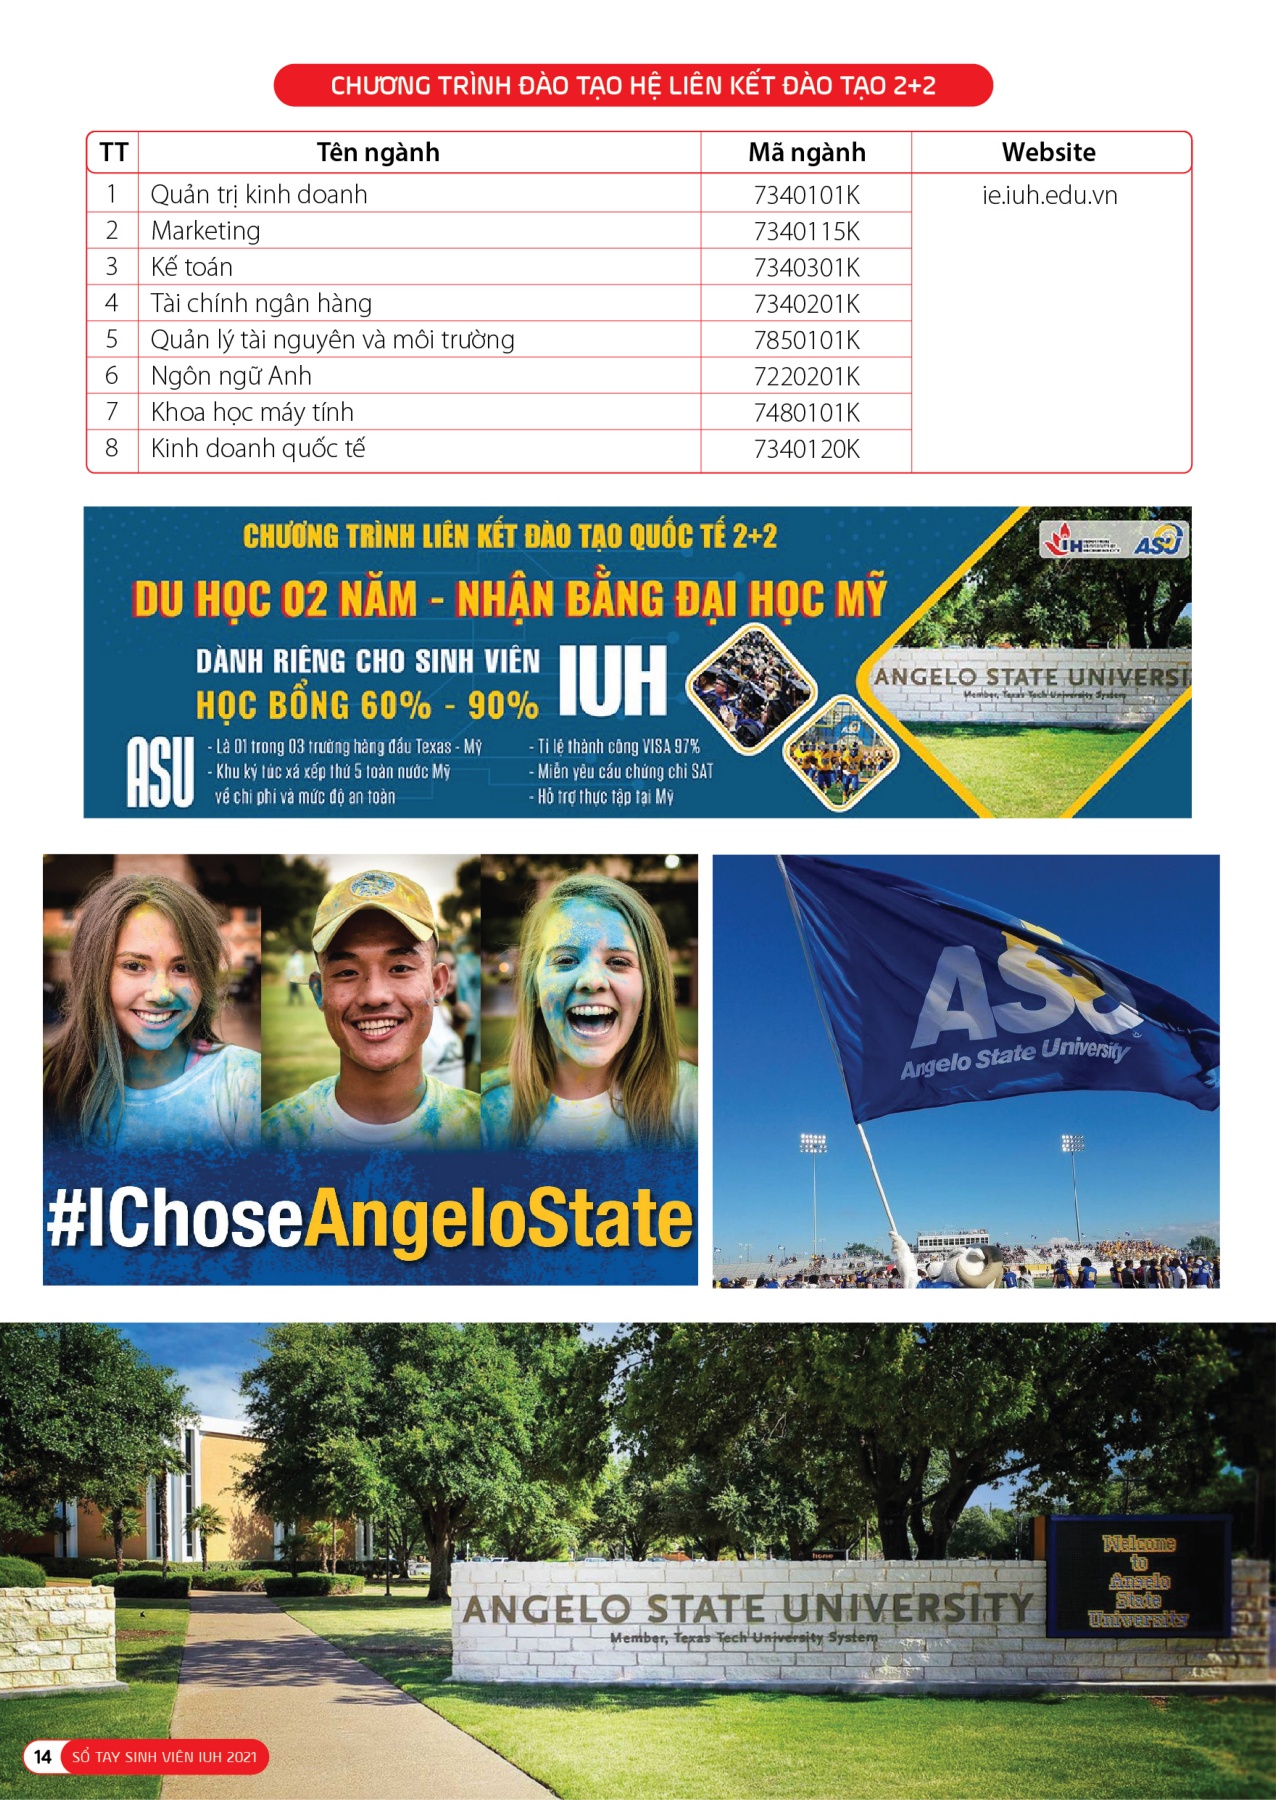 CHƯƠNG TRÌNH ĐÀO TẠO HỆ LIÊN KẾT ĐÀO TẠO 2+2
TT Tên ngành Mã ngành Website
1 Quản trị kinh doanh 7340101K ie.iuh.edu.vn
2 Marketing 7340115K
3 Kế toán 7340301K
4 Tài chính ngân hàng 7340201K
5 Quản lý tài nguyên và môi trường 7850101K
6 Ngôn ngữ Anh 7220201K
7 Khoa học máy tính 7480101K
8 Kinh doanh quốc tế 7340120K
CHƯƠNG TRÌNH LIÊN KẾT ĐÀO TẠO QUỐC TẾ 2+2
IUH
ASU
DU HỌC 02 NĂM - NHẬN BẰNG ĐẠI HỌC MỸ
DÀNH RIÊNG CHO SINH VIÊN IUH
HỌC BỔNG 60% - 90%
ANGELO STATE UNIVERSI
Member, Texas Tech University System
ASU
- Là 01 trong 03 trường hàng đầu Texas - Mỹ
- Khu ký túc xá xếp thứ 5 toàn nước Mỹ
về chi phí và mức độ an toàn
- Tỉ lệ thành công VISA 97%
- Miễn yêu cầu chứng chỉ SAT
- Hỗ trợ thực tập tại Mỹ
ASU
#IChoseAngeloState
ASU
Angelo State University
ANGELO STATE UNIVERSITY
Member, Texas Tech University System
Welcome
to
Angelo
State
University
14 SỔ TAY SINH VIÊN IUH 2021